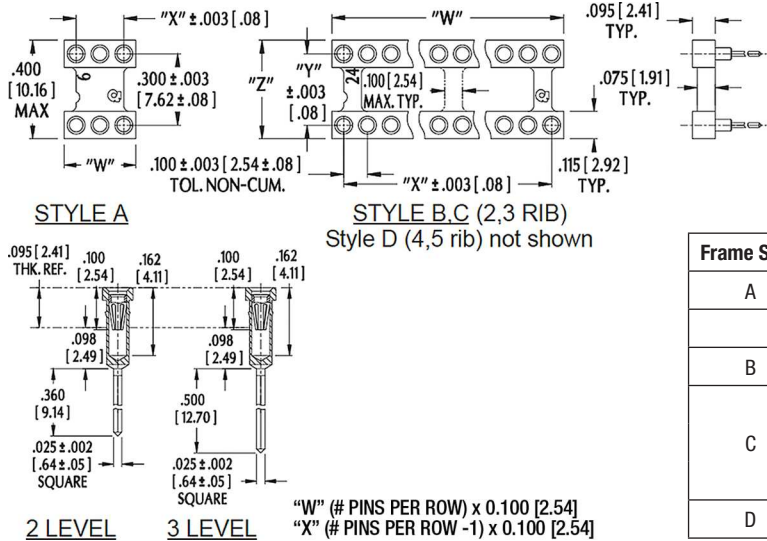 "X" ±.003 [.08]
.400
[10.16]
MAX
6
.300 ±.003
[7.62 ±.08]
"W"
STYLE A
"W"
"Z"
"Y"
±.003
[.08]
24
.100 [2.54]
MAX. TYP.
.100 ±.003 [2.54 ±.08]
TOL. NON-CUM.
"X" ±.003 [.08]
.115 [2.92]
TYP.
STYLE B,C (2,3 RIB)
Style D (4,5 rib) not shown
.095 [2.41]
TYP.
.075 [1.91]
TYP.
.095 [2.41]
THK. REF.
.100
[2.54]
.162
[4.11]
.098
[2.49]
.360
[9.14]
.025 ±.002
[.64 ±.05]
SQUARE
2 LEVEL
.100
[2.54]
.162
[4.11]
.098
[2.49]
.500
[12.70]
.025 ±.002
[.64 ±.05]
SQUARE
3 LEVEL
"W" (# PINS PER ROW) x 0.100 [2.54]
"X" (# PINS PER ROW -1) x 0.100 [2.54]
Frame S
A
B
C
D